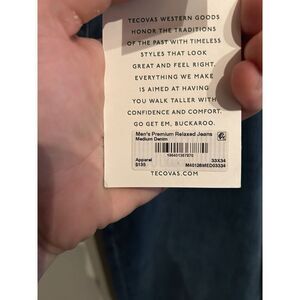 TECOVAS WESTERN GOODS
HONOR THE TRADITIONS
OF THE PAST WITH TIMELESS
STYLES THAT LOOK
GREAT AND FEEL RIGHT.
EVERYTHING WE MAKE
IS AIMED AT HAVING
YOU WALK TALLER WITH
CONFIDENCE AND COMFORT.
GO GET EM, BUCKAROO.
Men's Premium Relaxed Jeans
Medium Denim
Apparel 33X34
$135
TECOVAS.COM